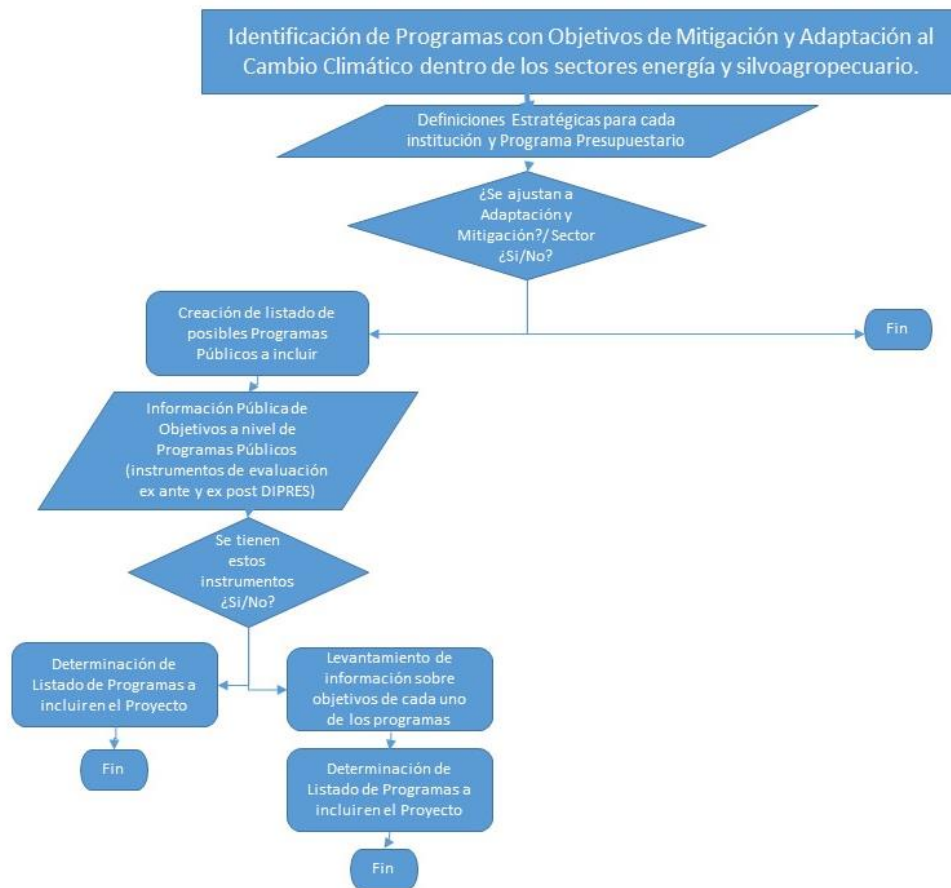 Identificación de Programas con Objetivos de Mitigación y Adaptación al
Cambio Climático dentro de los sectores energía y silvoagropecuario.
Definiciones Estratégicas para cada
institución y Programa Presupuestario
¿Se ajustan a
Adaptación y
Mitigación?/ Sector
¿Si/No?
Creación de listado de
posibles Programas
Públicos a incluir
Fin
Información Pública de
Objetivos a nivel de
Programas Públicos
(instrumentos de evaluación
ex ante y ex post DIPRES)
Se tienen
estos
instrumentos
¿Si/No?
Determinación de
Listado de Programas a
incluir en el Proyecto
Fin
Levantamiento de
información sobre
objetivos de cada uno
de los programas
Determinación de
Listado de Programas a
incluir en el Proyecto
Fin